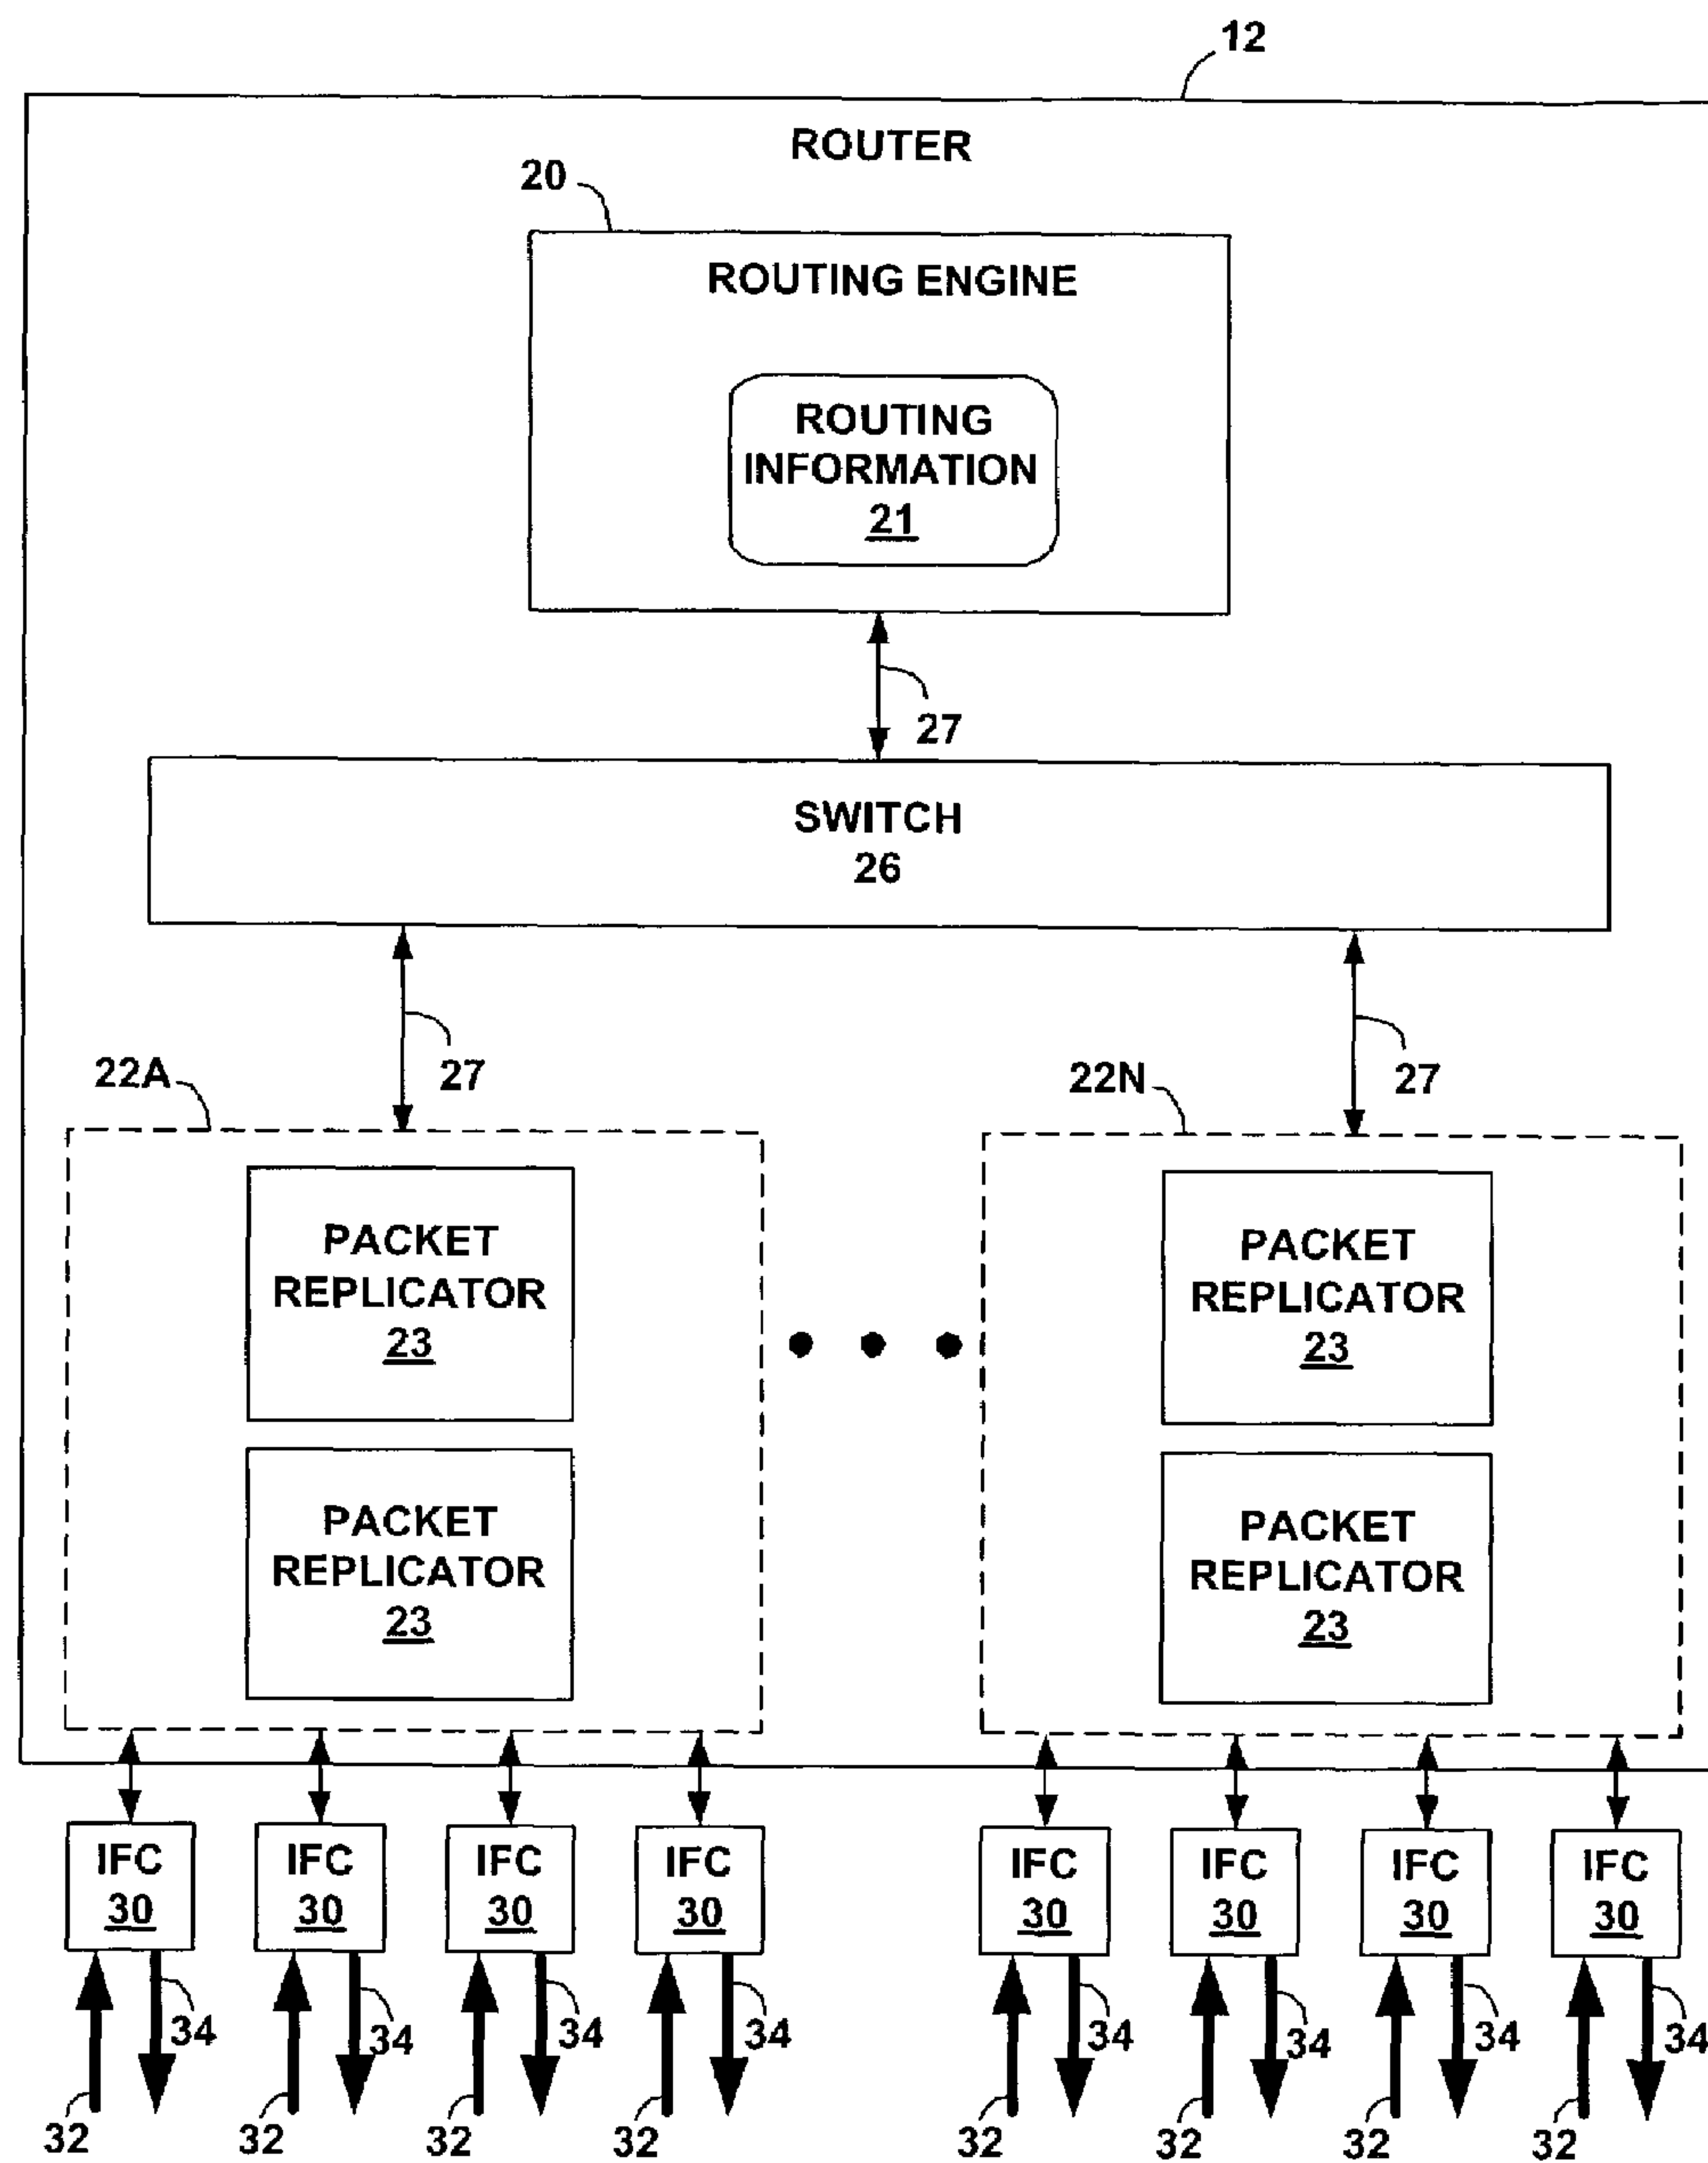 12
ROUTER
20
ROUTING ENGINE
ROUTING
INFORMATION
21
27
SWITCH
26
27
27
22A
22N
PACKET
REPLICATOR
23
PACKET
REPLICATOR
23
PACKET
REPLICATOR
23
PACKET
REPLICATOR
23
IFC
30
IFC
30
IFC
30
IFC
30
IFC
30
IFC
30
IFC
30
IFC
30
34
34
34
34
34
34
34
34
32
32
32
32
32
32
32
32